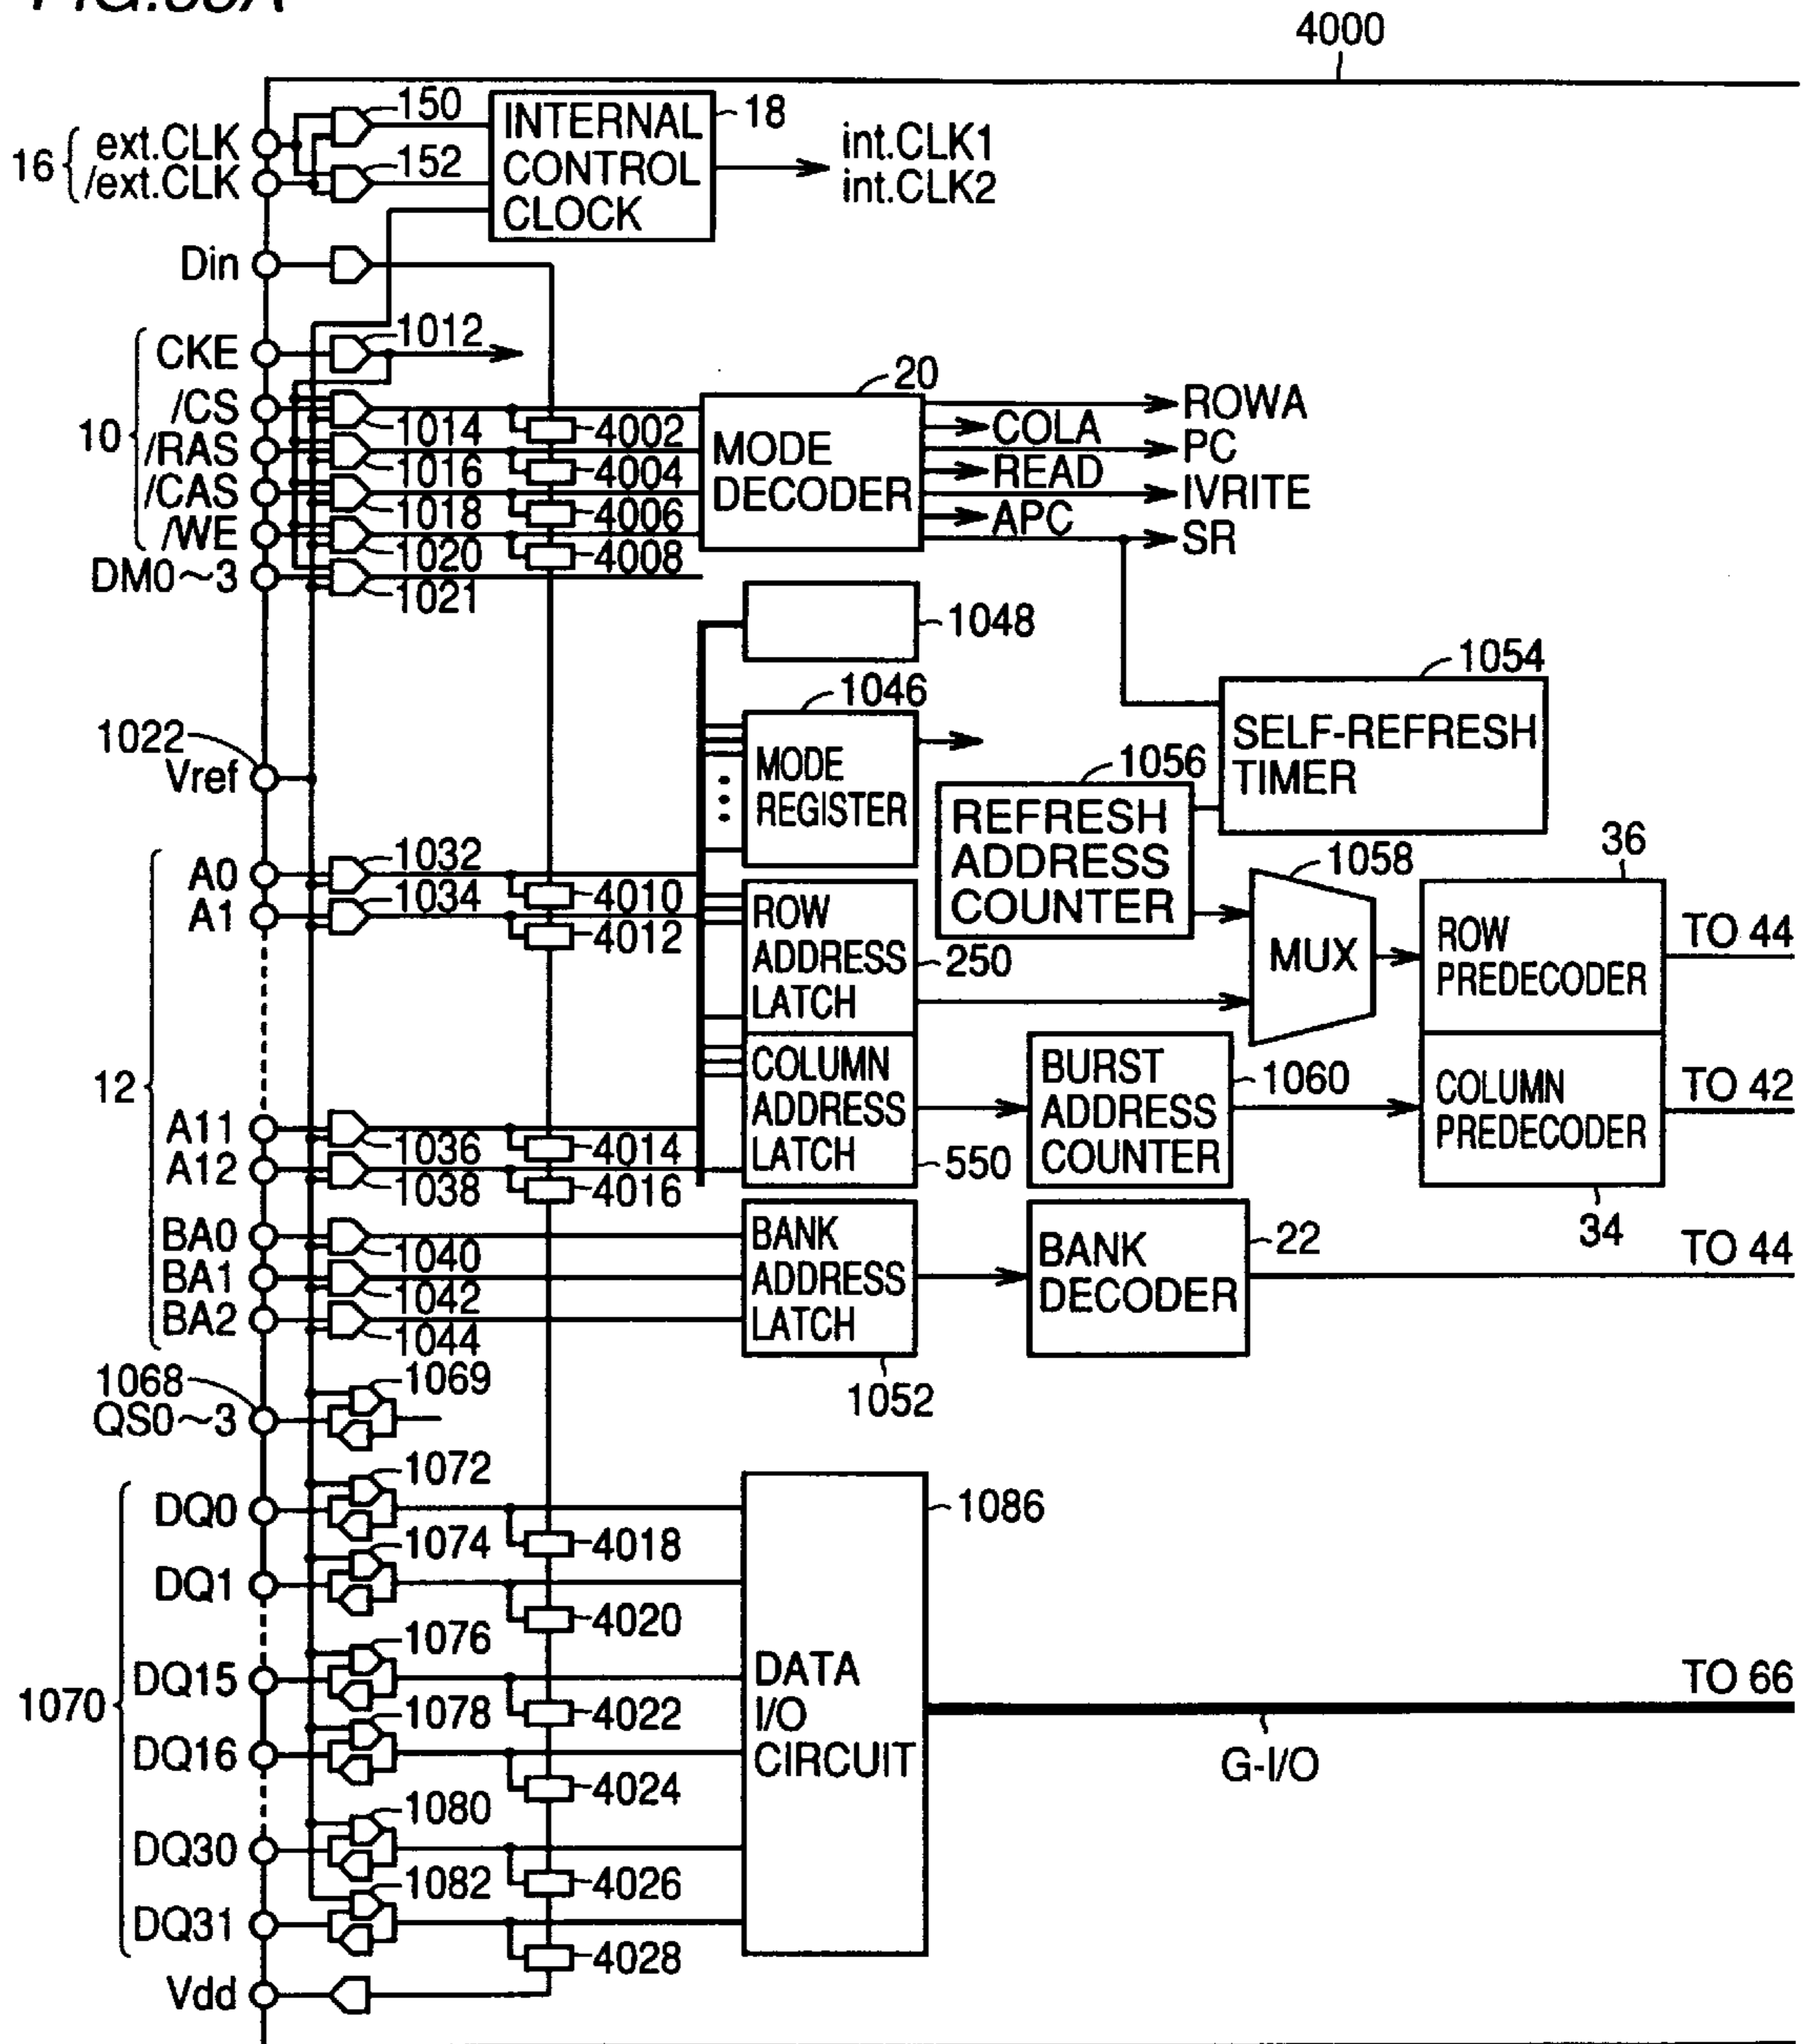 4000
150
18
INTERNAL
CONTROL
CLOCK
16
ext.CLK
/ext.CLK
152
int.CLK1
int.CLK2
Din
CKE
1012
10
/CS
1014
4002
/RAS
1016
4004
/CAS
1018
4006
/WE
1020
4008
DM0~3
1021
20
MODE
DECODER
ROWA
COLA
PC
READ
IVRITE
APC
SR
1048
1054
SELF-REFRESH
TIMER
1046
MODE
REGISTER
1022
Vref
1056
REFRESH
ADDRESS
COUNTER
1058
MUX
36
ROW
PREDECODER
TO 44
12
A0
1032
4010
A1
1034
4012
ROW
ADDRESS
LATCH
250
COLUMN
ADDRESS
LATCH
550
BURST
ADDRESS
COUNTER
1060
COLUMN
PREDECODER
TO 42
34
A11
1036
4014
A12
1038
4016
BA0
1040
BA1
1042
BA2
1044
BANK
ADDRESS
LATCH
1052
BANK
DECODER
22
TO 44
1068
QS0~3
1069
1070
DQ0
1072
4018
DQ1
1074
4020
DQ15
1076
4022
DQ16
1078
4024
DQ30
1080
4026
DQ31
1082
4028
DATA
I/O
CIRCUIT
1086
TO 66
G-I/O
Vdd